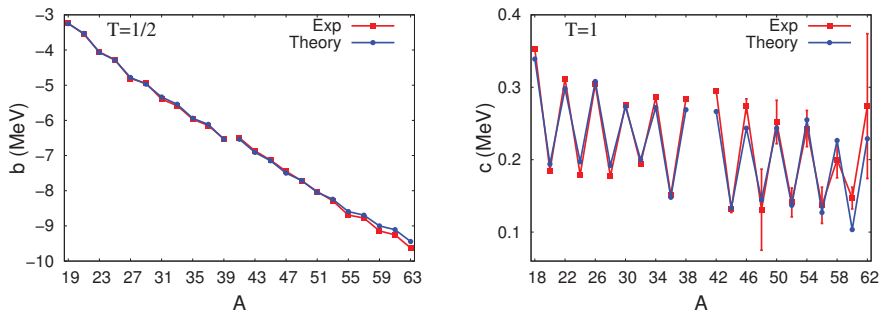 T=1/2
Exp
Theory
−3
−4
−5
−6
−7
−8
−9
−10
b (MeV)
19 23 27 31 35 39 43 47 51 55 59 63
A
T=1
Exp
Theory
0.4
0.3
0.2
0.1
c (MeV)
18 22 26 30 34 38 42 46 50 54 58 62
A